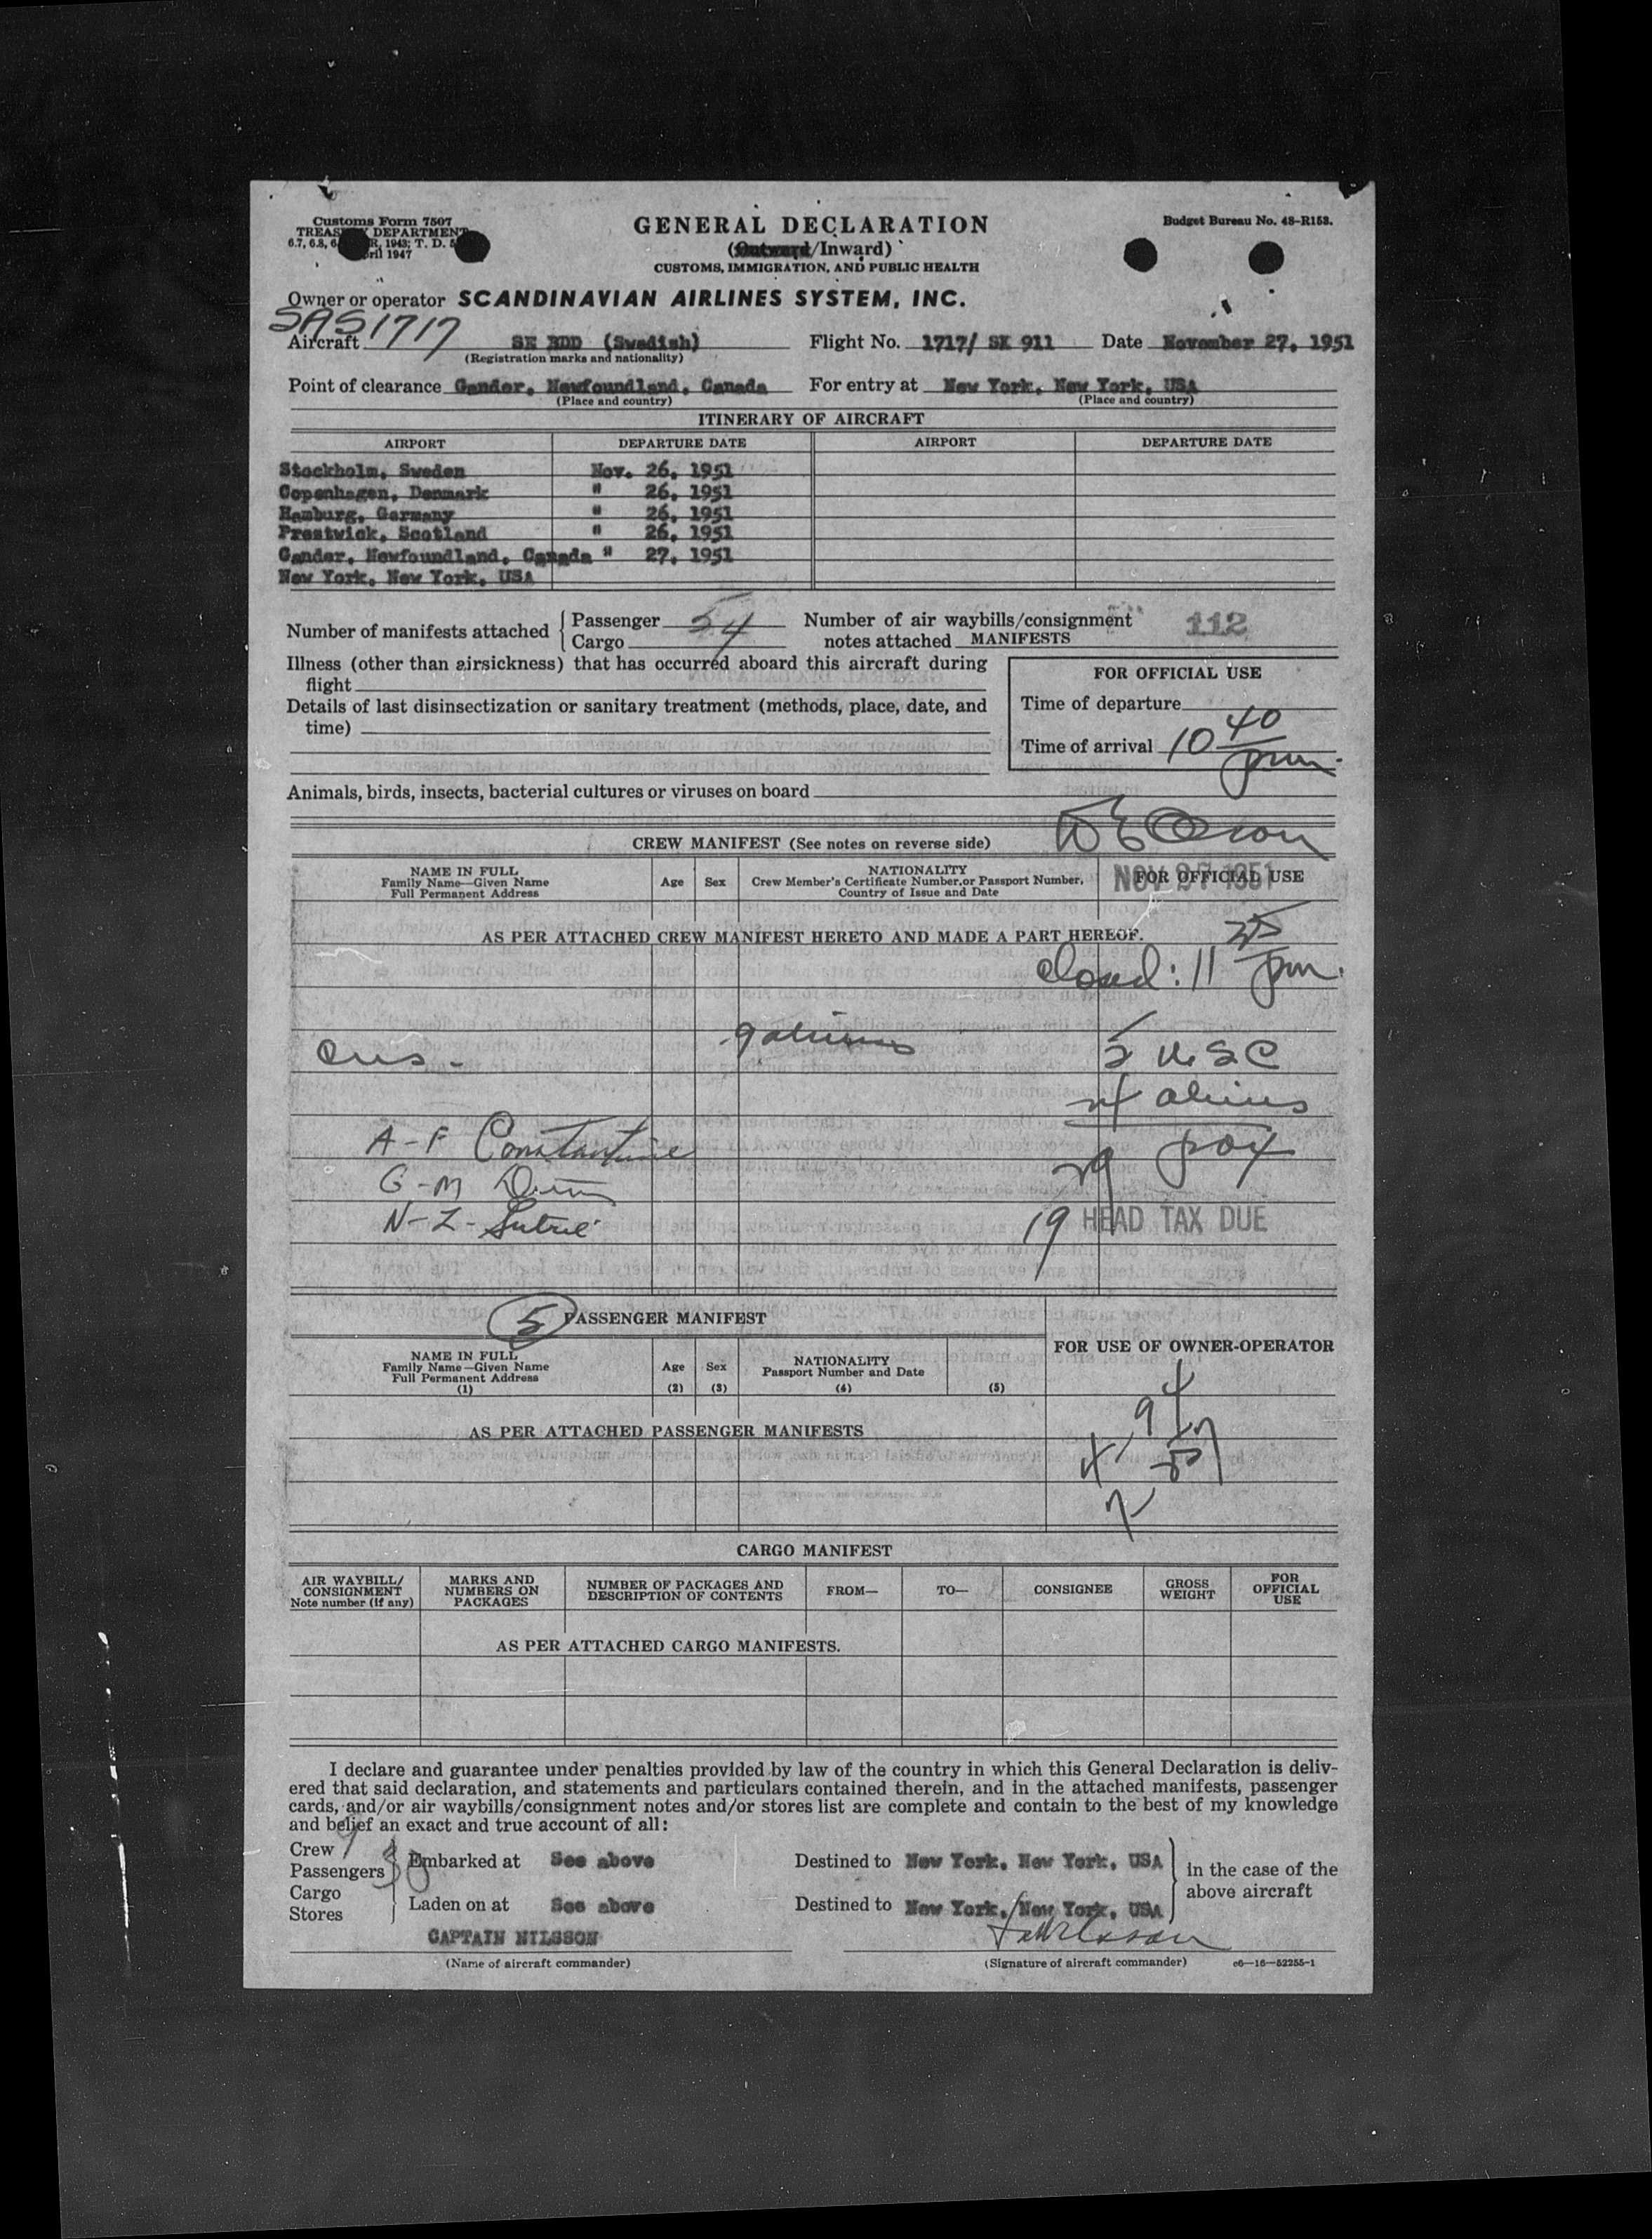 Customs Form 7507
TREASURY DEPARTMENT
6.7, 6.8, R, 1943; T. D.
April 1947
GENERAL DECLARATION
(Outward/Inward)
CUSTOMS, IMMIGRATION, AND PUBLIC HEALTH
Budget Bureau No. 48-R153.
Owner or operator SCANDINAVIAN AIRLINES SYSTEM, INC.
SAS 1717
Aircraft SE BDD (Swedish) Flight No. 1717/ SK 911 Date November 27, 1951
(Registration marks and nationality)
Point of clearance Gander, Newfoundland, Canada For entry at New York, New York, USA
(Place and country) (Place and country)
ITINERARY OF AIRCRAFT
AIRPORT DEPARTURE DATE AIRPORT DEPARTURE DATE
Stockholm, Sweden Nov. 26, 1951
Copenhagen, Denmark " 26, 1951
Hamburg, Germany " 26, 1951
Prestwick, Scotland " 26, 1951
Gander, Newfoundland, Canada " 27, 1951
New York, New York, USA
Number of manifests attached { Passenger 54 Number of air waybills/consignment 112
Cargo notes attached MANIFESTS
Illness (other than airsickness) that has occurred aboard this aircraft during
flight
Details of last disinsectization or sanitary treatment (methods, place, date, and
time)
FOR OFFICIAL USE
Time of departure
Time of arrival 10 40 pm.
Animals, birds, insects, bacterial cultures or viruses on board
CREW MANIFEST (See notes on reverse side)
NAME IN FULL
Family Name—Given Name
Full Permanent Address
Age Sex
NATIONALITY
Crew Member's Certificate Number, or Passport Number,
Country of Issue and Date
NOV 27 1951
FOR OFFICIAL USE
AS PER ATTACHED CREW MANIFEST HERETO AND MADE A PART HEREOF.
closed: 11 25 pm.
5 USC
24 aliens
29
A-F Constantine
G-M
N-Z-
19 HEAD TAX DUE
5 PASSENGER MANIFEST
NAME IN FULL
Family Name—Given Name
Full Permanent Address
(1)
Age
(2)
Sex
(3)
NATIONALITY
Passport Number and Date
(4)
(5)
FOR USE OF OWNER-OPERATOR
AS PER ATTACHED PASSENGER MANIFESTS
CARGO MANIFEST
AIR WAYBILL/
CONSIGNMENT
Note number (if any)
MARKS AND
NUMBERS ON
PACKAGES
NUMBER OF PACKAGES AND
DESCRIPTION OF CONTENTS
FROM—
TO—
CONSIGNEE
GROSS
WEIGHT
FOR
OFFICIAL
USE
AS PER ATTACHED CARGO MANIFESTS.
I declare and guarantee under penalties provided by law of the country in which this General Declaration is deliv-
ered that said declaration, and statements and particulars contained therein, and in the attached manifests, passenger
cards, and/or air waybills/consignment notes and/or stores list are complete and contain to the best of my knowledge
and belief an exact and true account of all:
Crew 9
Passengers 30 Embarked at See above Destined to New York, New York, USA in the case of the
Cargo above aircraft
Stores Laden on at See above Destined to New York, New York, USA
CAPTAIN NILSSON
(Name of aircraft commander) (Signature of aircraft commander) c6—16—52255-1